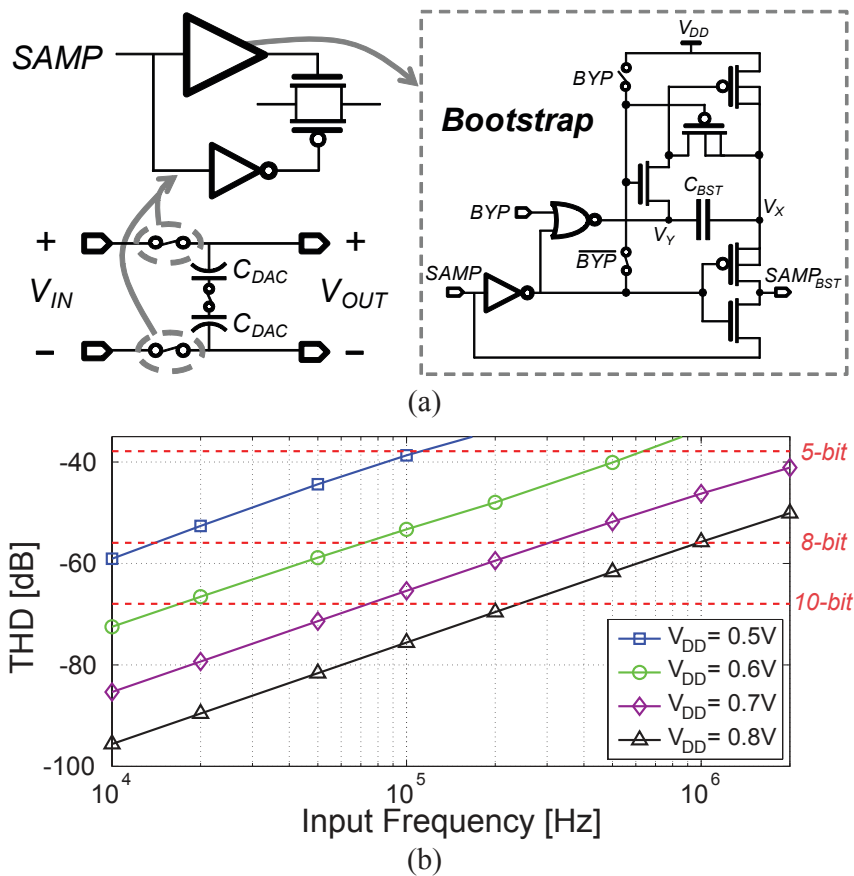 SAMP
+
V_IN
−
C_DAC
C_DAC
+
V_OUT
−
Bootstrap
V_DD
BYP
C_BST
V_X
V_Y
BYP
B̅Y̅P̅
SAMP
SAMP_BST
(a)
THD [dB]
-40
-60
-80
-100
10^4
10^5
10^6
5-bit
8-bit
10-bit
V_DD = 0.5V
V_DD = 0.6V
V_DD = 0.7V
V_DD = 0.8V
Input Frequency [Hz]
(b)